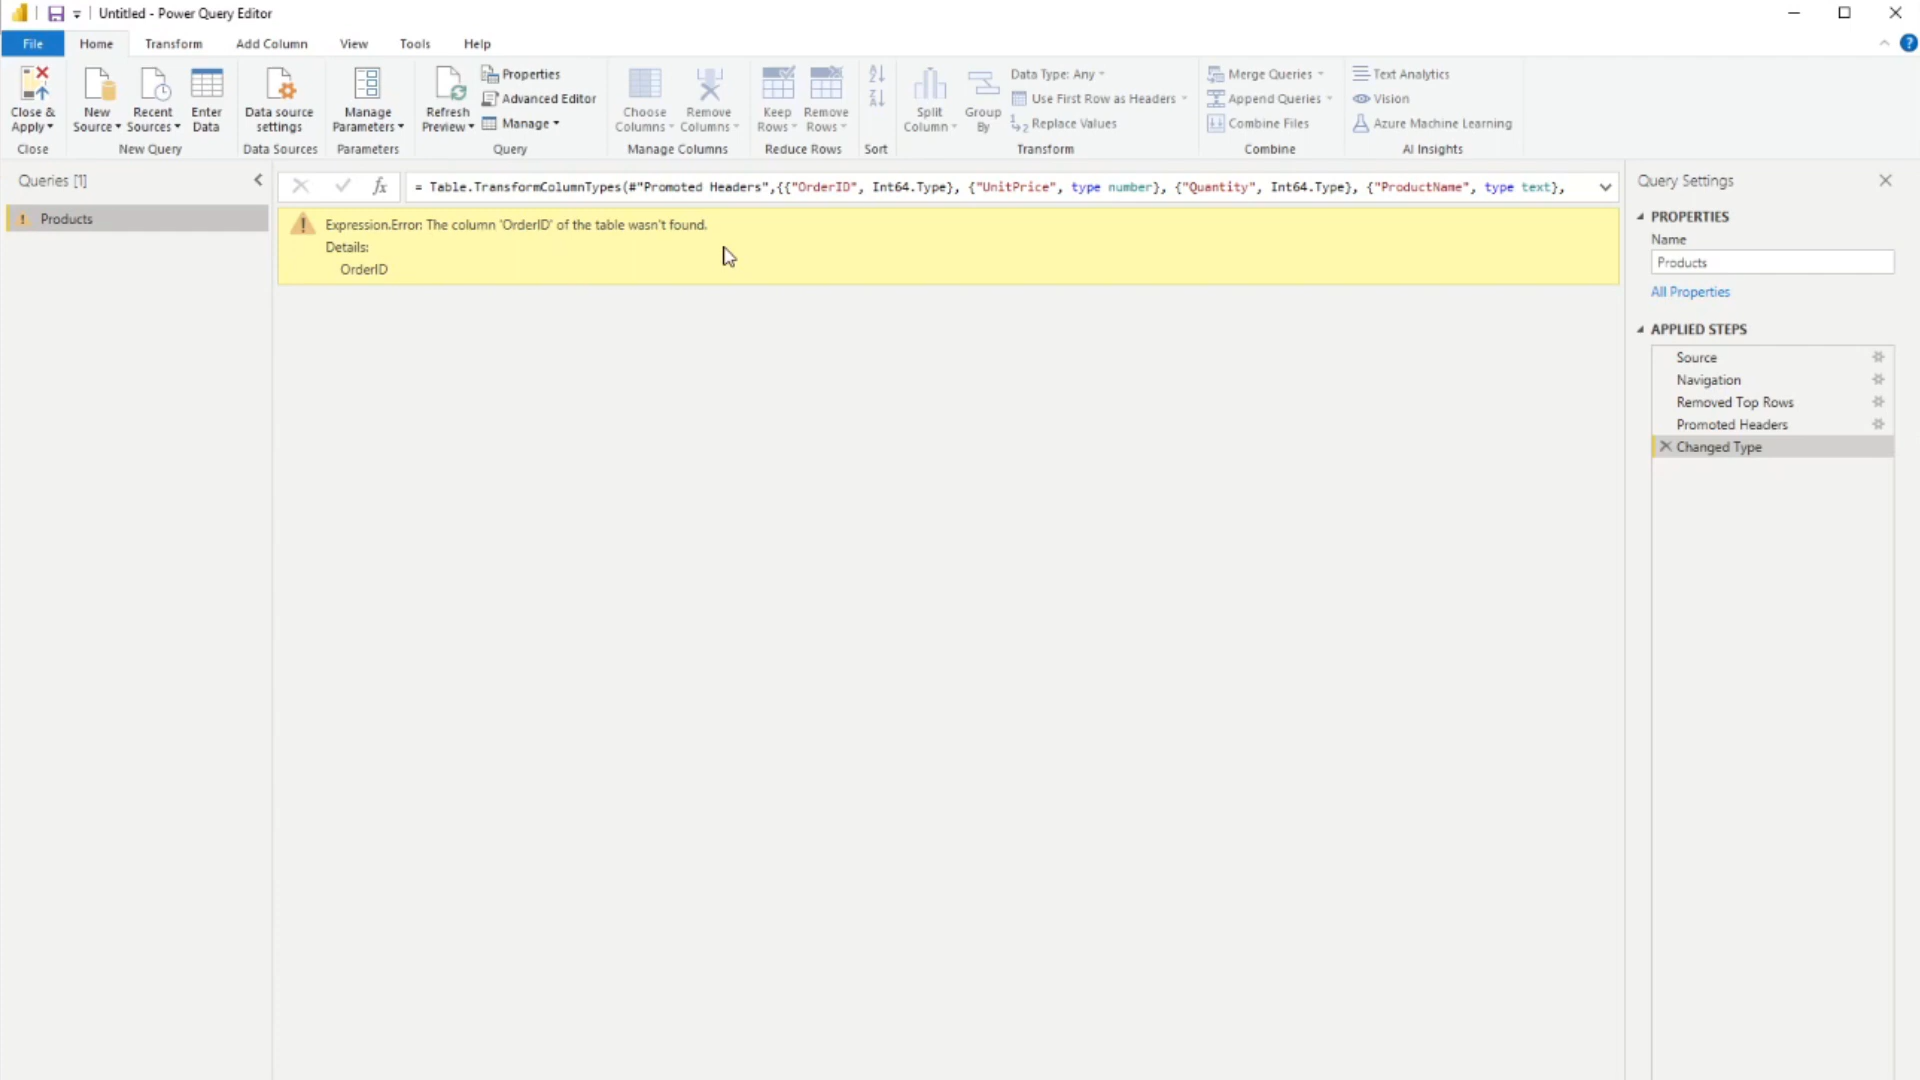 Untitled - Power Query Editor
File Home Transform Add Column View Tools Help
Close & Apply
Close
New Source
Recent Sources
Enter Data
New Query
Data source settings
Data Sources
Manage Parameters
Parameters
Refresh Preview
Properties
Advanced Editor
Manage
Query
Choose Columns
Remove Columns
Manage Columns
Keep Rows
Remove Rows
Reduce Rows
Sort
Split Column
Group By
Data Type: Any
Use First Row as Headers
Replace Values
Transform
Merge Queries
Append Queries
Combine Files
Combine
Text Analytics
Vision
Azure Machine Learning
AI Insights
Queries [1]
Products
fx
= Table.TransformColumnTypes(#"Promoted Headers",{{"OrderID", Int64.Type}, {"UnitPrice", type number}, {"Quantity", Int64.Type}, {"ProductName", type text},
Expression.Error: The column 'OrderID' of the table wasn't found.
Details:
OrderID
Query Settings
PROPERTIES
Name
Products
All Properties
APPLIED STEPS
Source
Navigation
Removed Top Rows
Promoted Headers
Changed Type